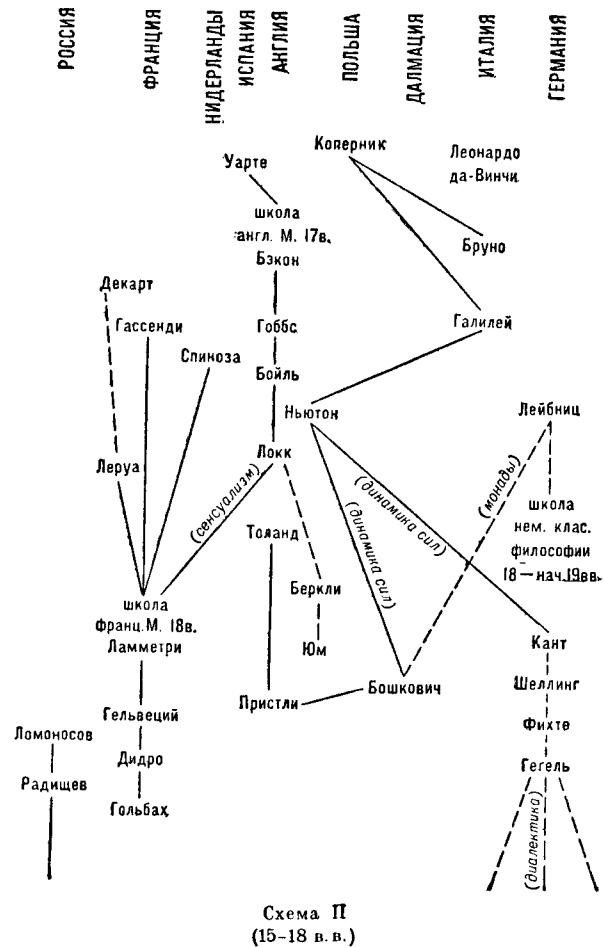 РОССИЯ
ФРАНЦИЯ
НИДЕРЛАНДЫ
ИСПАНИЯ
АНГЛИЯ
ПОЛЬША
ДАЛМАЦИЯ
ИТАЛИЯ
ГЕРМАНИЯ
Коперник
Леонардо
да-Винчи
Уарте
школа
англ. М. 17в.
Бэкон
Бруно
Декарт
Гассенди
Гоббс
Галилей
Спиноза
Бойль
Ньютон
Лейбниц
Локк
Леруа
(сенсуализм)
(динамика сил)
(динамика сил)
(монады)
школа
нем. клас.
философии
18 — нач. 19вв.
Толанд
Беркли
школа
франц. М. 18в.
Ламметри
Юм
Кант
Бошкович
Шеллинг
Пристли
Гельвеций
Фихте
Ломоносов
Дидро
Гегель
Радищев
Гольбах
(диалектика)
Схема II
(15-18 в. в.)